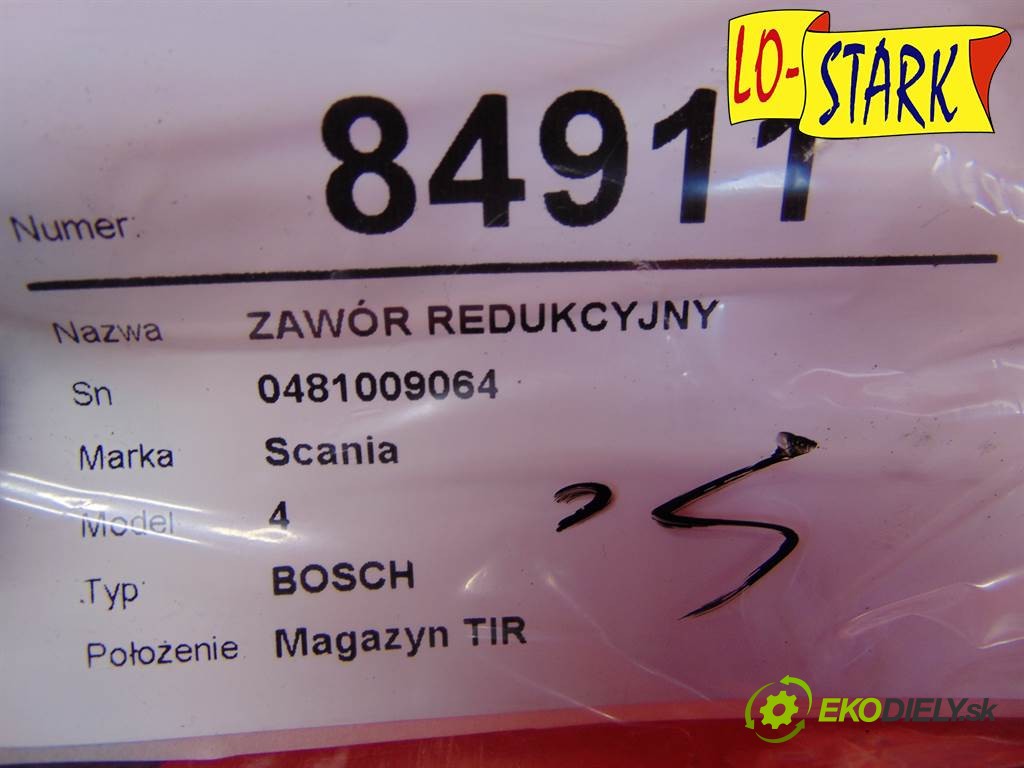 LO-STARK
Numer: 84911
Nazwa ZAWÓR REDUKCYJNY
Sn 0481009064
Marka Scania
Model 4
Typ BOSCH
Położenie Magazyn TIR
EKODIELY.sk